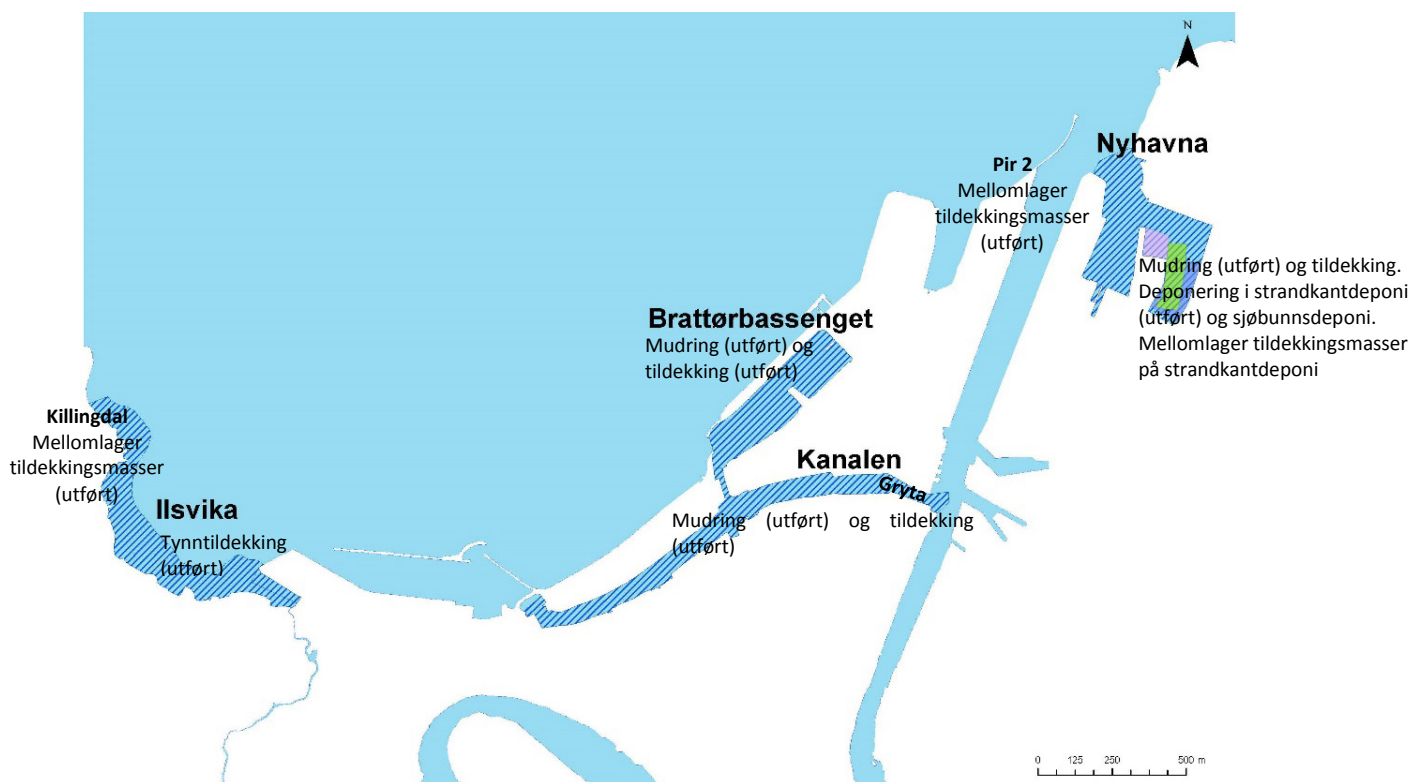 N
Nyhavna
Pir 2
Mellomlager
tildekkingsmasser
(utført)
Mudring (utført) og tildekking.
Deponering i strandkantdeponi
(utført) og sjøbunnsdeponi.
Mellomlager tildekkingsmasser
på strandkantdeponi
Brattørbassenget
Mudring (utført) og
tildekking (utført)
Killingdal
Mellomlager
tildekkingsmasser
(utført)
Ilsvika
Tynntildekking
(utført)
Kanalen
Gryta
Mudring (utført) og tildekking
(utført)
0 125 250 500 m